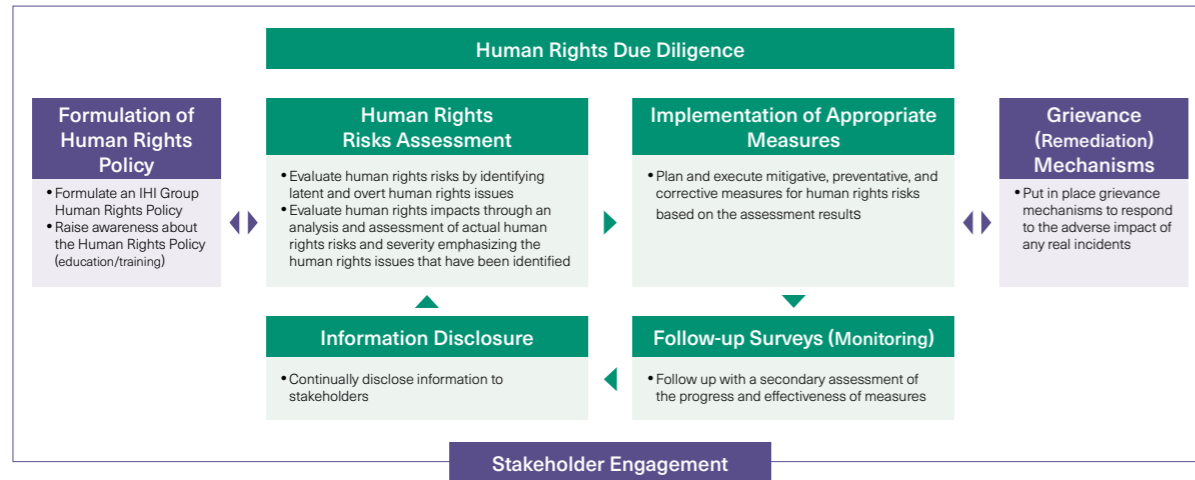 Human Rights Due Diligence
Formulation of
Human Rights
Policy
• Formulate an IHI Group
Human Rights Policy
• Raise awareness about
the Human Rights Policy
(education/training)
Human Rights
Risks Assessment
• Evaluate human rights risks by identifying
latent and overt human rights issues
• Evaluate human rights impacts through an
analysis and assessment of actual human
rights risks and severity emphasizing the
human rights issues that have been identified
Implementation of Appropriate
Measures
• Plan and execute mitigative, preventative, and
corrective measures for human rights risks
based on the assessment results
Grievance
(Remediation)
Mechanisms
• Put in place grievance
mechanisms to respond
to the adverse impact of
any real incidents
Information Disclosure
• Continually disclose information to
stakeholders
Follow-up Surveys (Monitoring)
• Follow up with a secondary assessment of
the progress and effectiveness of measures
Stakeholder Engagement